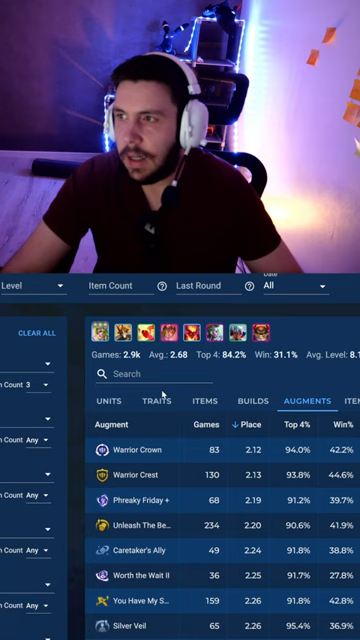 Date
Level Item Count Last Round All
CLEAR ALL
Games: 2.9k Avg.: 2.68 Top 4: 84.2% Win: 31.1% Avg. Level: 8.1
Search
m Count 3
UNITS TRAITS ITEMS BUILDS AUGMENTS ITEM
Augment Games Place Top 4% Win%
m Count Any
Warrior Crown 83 2.12 94.0% 42.2%
Warrior Crest 130 2.13 93.8% 44.6%
m Count Any
Phreaky Friday + 68 2.19 91.2% 39.7%
Unleash The Be... 234 2.20 90.6% 41.9%
m Count Any
Caretaker's Ally 49 2.24 91.8% 36.7%
Worth the Wait II 36 2.25 91.7% 27.8%
m Count Any
You Have My S... 159 2.26 91.8% 42.8%
Silver Veil 65 2.26 95.4% 36.9%